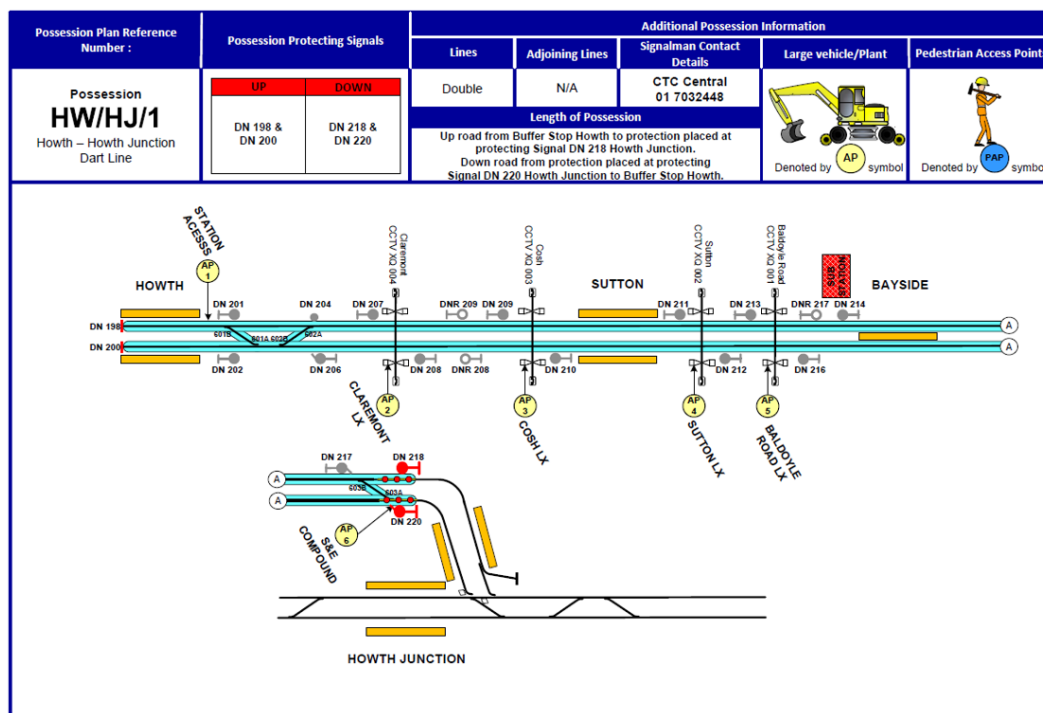 Possession Plan Reference
Number :
Possession Protecting Signals
Additional Possession Information
Lines
Adjoining Lines
Signalman Contact
Details
Large vehicle/Plant
Pedestrian Access Points
Possession
HW/HJ/1
Howth – Howth Junction
Dart Line
UP
DOWN
DN 198 &
DN 200
DN 218 &
DN 220
Double
N/A
CTC Central
01 7032448
Length of Possession
Up road from Buffer Stop Howth to protection placed at
protecting Signal DN 218 Howth Junction.
Down road from protection placed at protecting
Signal DN 220 Howth Junction to Buffer Stop Howth.
Denoted by AP symbol
Denoted by PAP symbol
STATION
ACESSS
AP
1
Claremont
CCTV XQ 004
Cosh
CCTV XQ 003
Sutton
CCTV XQ 002
Baldoyle Road
CCTV XQ 001
SUB
STATION
HOWTH
SUTTON
BAYSIDE
DN 201
DN 204
DN 207
DNR 209
DN 209
DN 211
DN 213
DNR 217
DN 214
DN 198
A
601B
601A
602B
602A
DN 200
A
DN 202
DN 206
DN 208
DNR 208
DN 210
DN 212
DN 216
AP
2
AP
3
AP
4
AP
5
CLAREMONT
LX
COSH LX
SUTTON LX
BALDOYLE
ROAD LX
DN 217
DN 218
A
603B
603A
A
DN 220
AP
6
S&E
COMPOUND
HOWTH JUNCTION